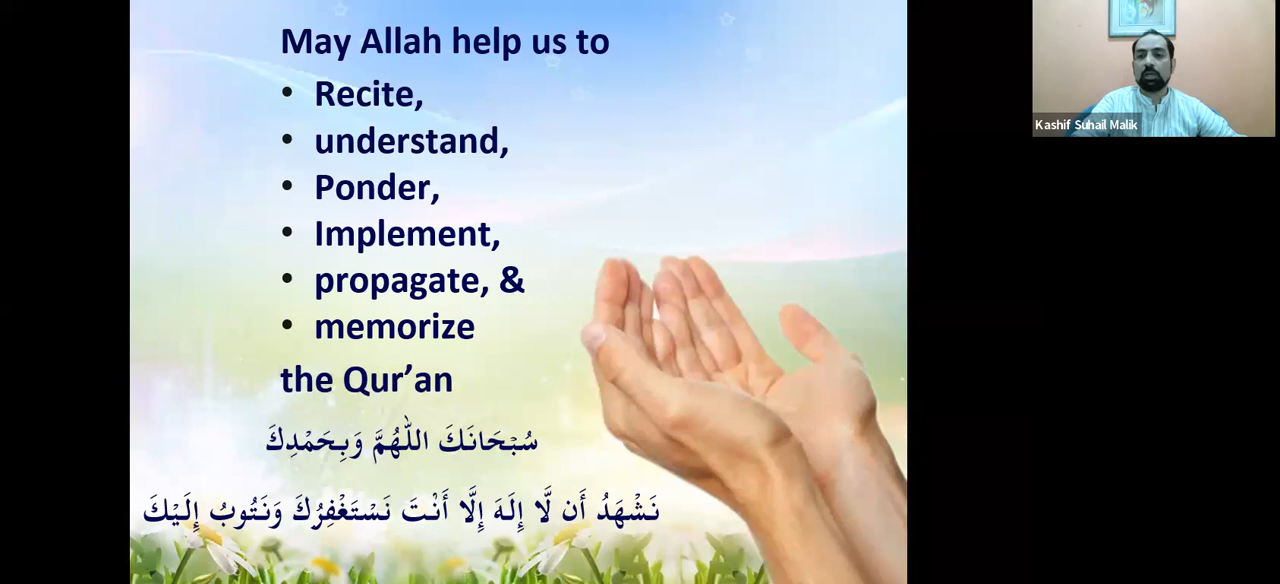 May Allah help us to
• Recite,
• understand,
• Ponder,
• Implement,
• propagate, &
• memorize
the Qur’an
سُبْحَانَكَ اللّٰهُمَّ وَبِحَمْدِكَ
نَشْهَدُ أَن لَّا إِلَهَ إِلَّا أَنْتَ نَسْتَغْفِرُكَ وَنَتُوبُ إِلَيْكَ
Kashif Suhail Malik